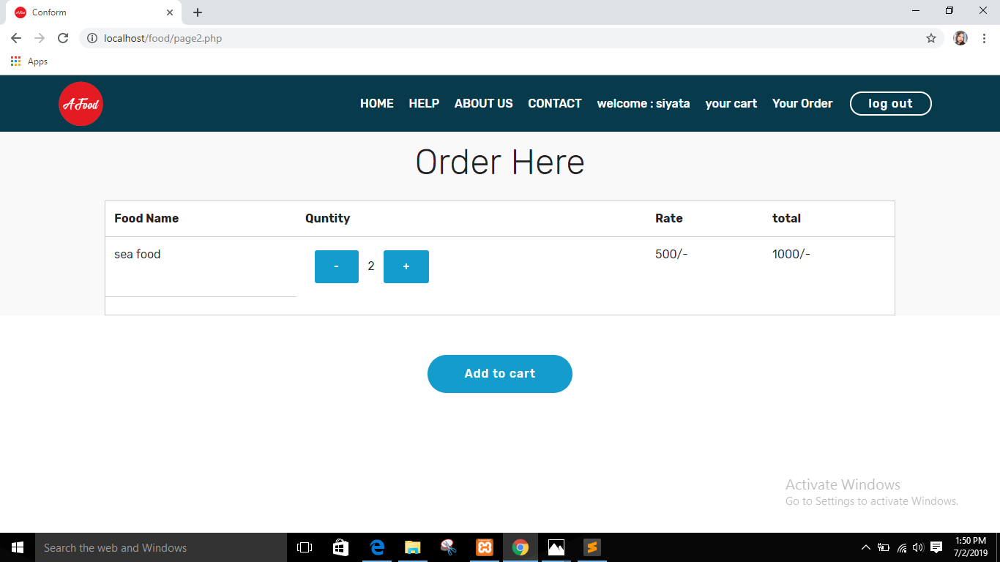 Conform
localhost/food/page2.php
Apps
A Food
HOME HELP ABOUT US CONTACT welcome : siyata your cart Your Order log out
Order Here
Food Name Quntity Rate total
sea food - 2 + 500/- 1000/-
Add to cart
Activate Windows
Go to Settings to activate Windows.
Search the web and Windows
1:50 PM
7/2/2019